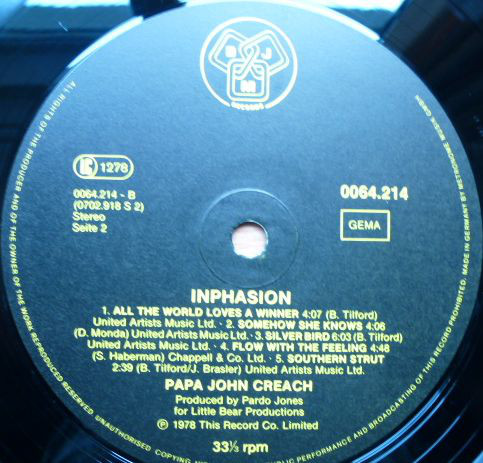 D J
M
RECORDS
LC 1278
0064.214 - B
(0702.918 S 2)
Stereo
Seite 2
0064.214
GEMA
INPHASION
1. ALL THE WORLD LOVES A WINNER 4:07 (B. Tilford)
United Artists Music Ltd. · 2. SOMEHOW SHE KNOWS 4:06
(D. Monda) United Artists Music Ltd. · 3. SILVER BIRD 6:03 (B. Tilford)
United Artists Music Ltd. · 4. FLOW WITH THE FEELING 4:48
(S. Haberman) Chappell & Co. Ltd. · 5. SOUTHERN STRUT
2:39 (B. Tilford/J. Brasler) United Artists Music Ltd.
PAPA JOHN CREACH
Produced by Pardo Jones
for Little Bear Productions
℗ 1978 This Record Co. Limited
33⅓ rpm
ALL RIGHTS OF THE PRODUCER AND OF THE OWNER OF THE WORK REPRODUCED RESERVED. UNAUTHORISED COPYING, PUBLIC PERFORMANCE AND BROADCASTING OF THIS RECORD PROHIBITED. MADE IN GERMANY BY METRONOME MUSIK GMBH